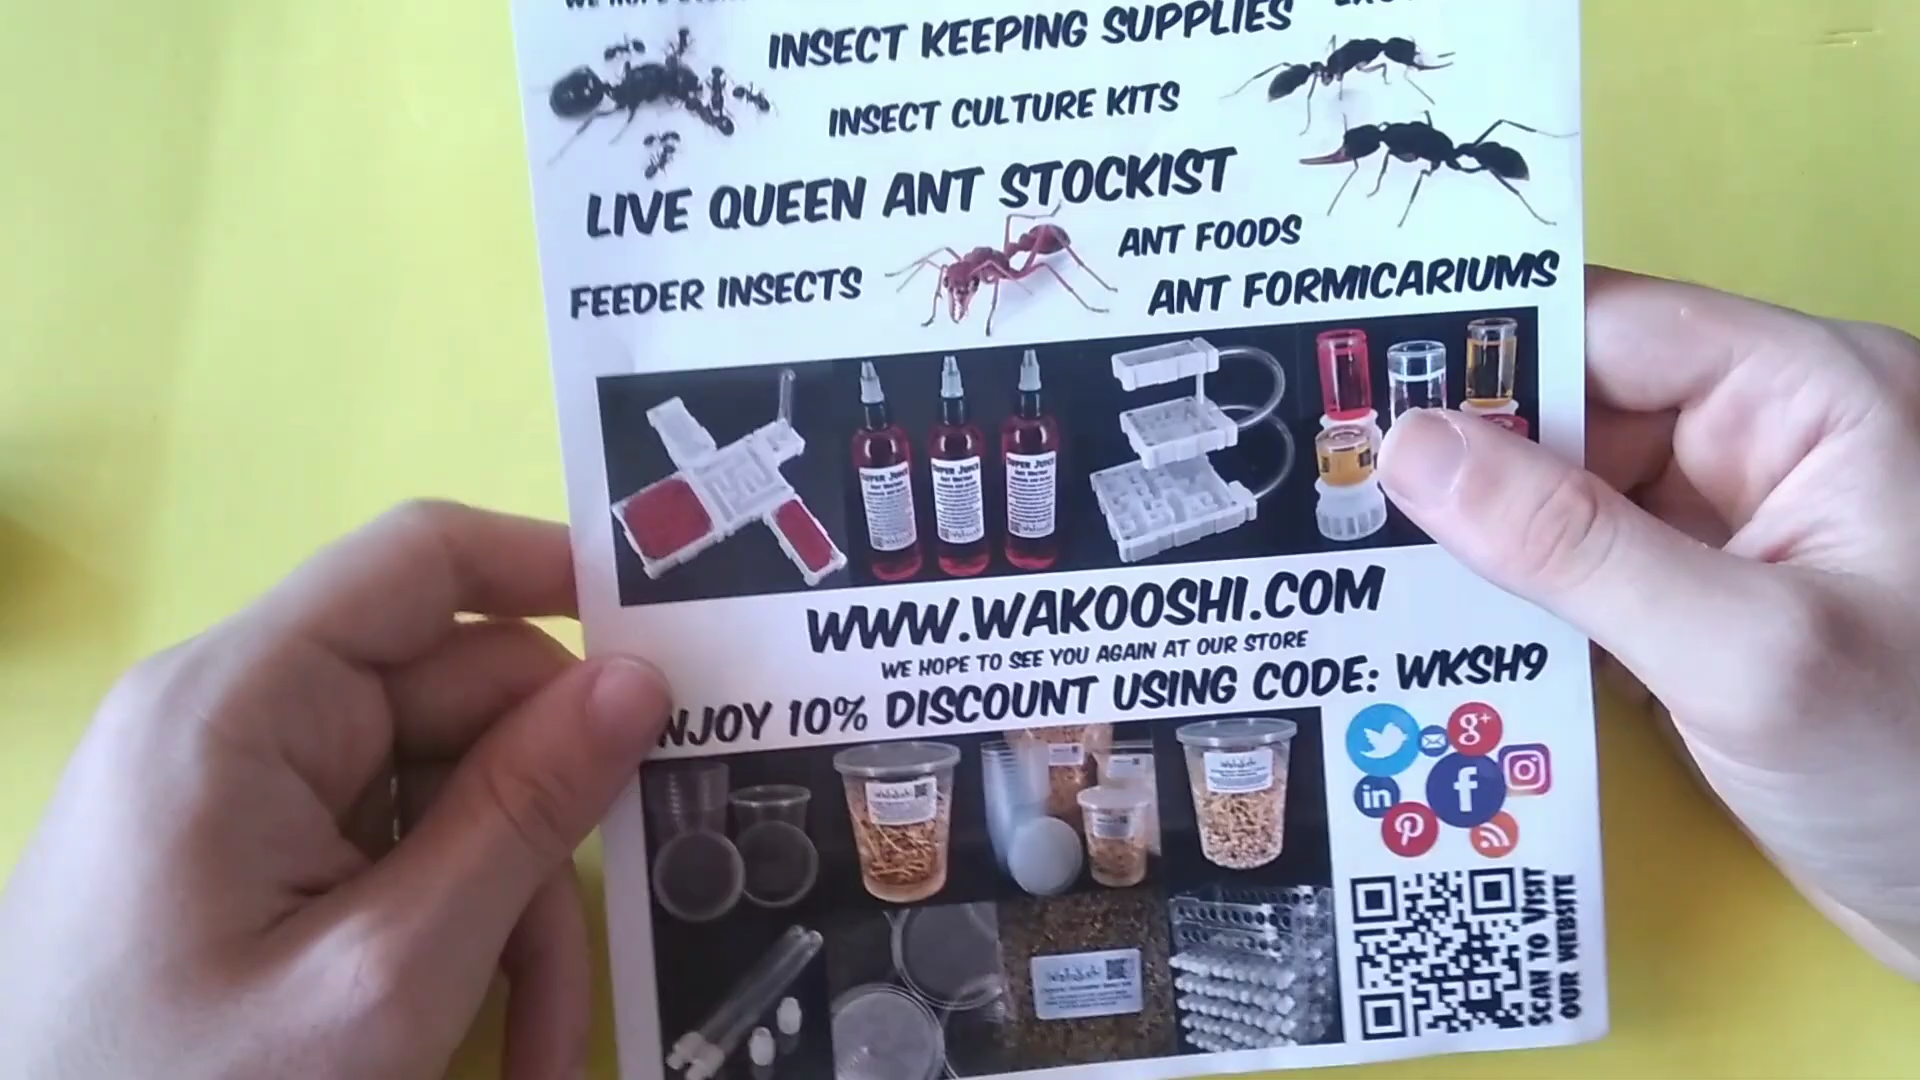 INSECT KEEPING SUPPLIES
INSECT CULTURE KITS
LIVE QUEEN ANT STOCKIST
ANT FOODS
FEEDER INSECTS
ANT FORMICARIUMS
WWW.WAKOOSHI.COM
WE HOPE TO SEE YOU AGAIN AT OUR STORE
NJOY 10% DISCOUNT USING CODE: WKSH9
SCAN TO VISIT
OUR WEBSITE